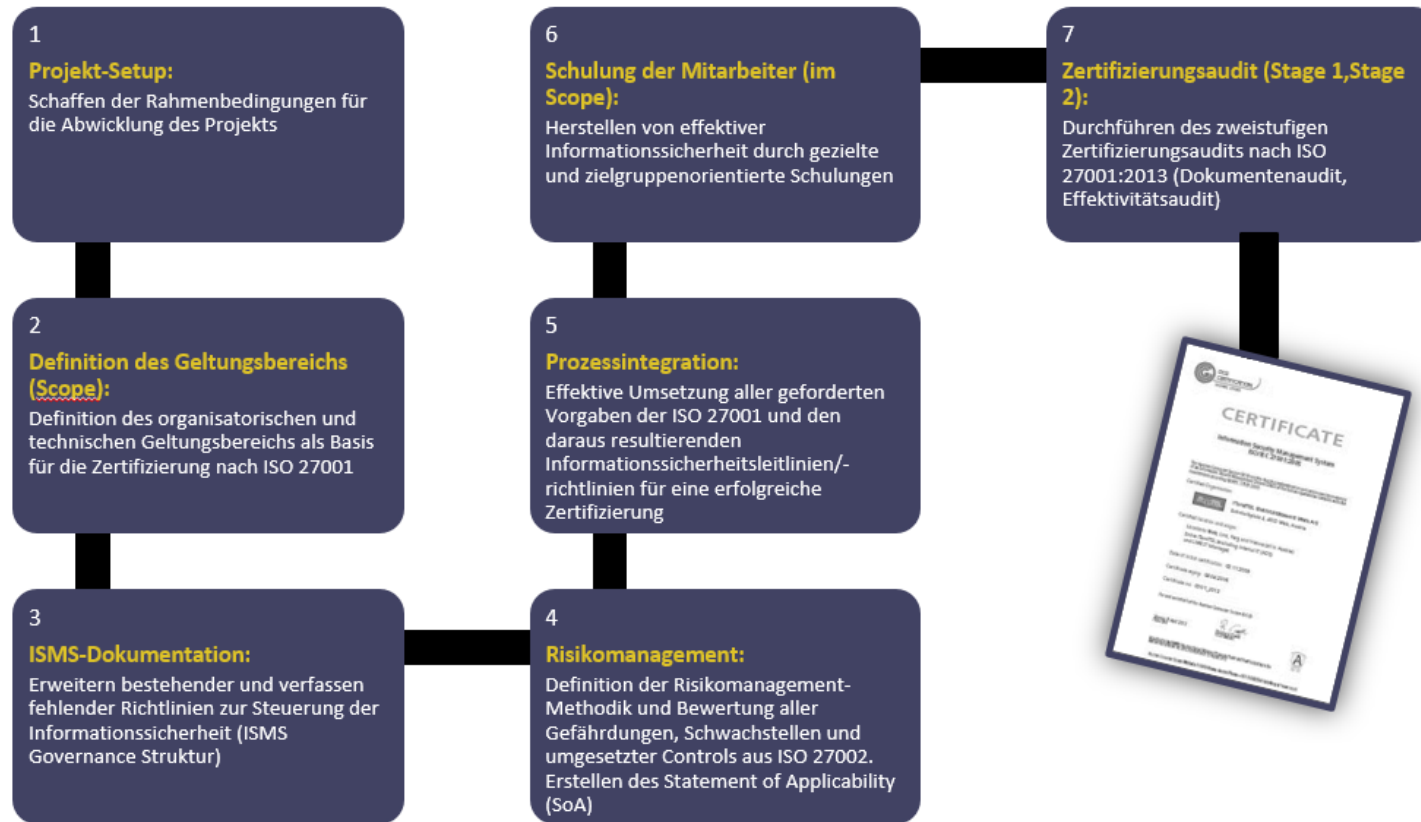 1
Projekt-Setup:
Schaffen der Rahmenbedingungen für
die Abwicklung des Projekts
2
Definition des Geltungsbereichs
(Scope):
Definition des organisatorischen und
technischen Geltungsbereichs als Basis
für die Zertifizierung nach ISO 27001
3
ISMS-Dokumentation:
Erweitern bestehender und verfassen
fehlender Richtlinien zur Steuerung der
Informationssicherheit (ISMS
Governance Struktur)
4
Risikomanagement:
Definition der Risikomanagement-
Methodik und Bewertung aller
Gefährdungen, Schwachstellen und
umgesetzter Controls aus ISO 27002.
Erstellen des Statement of Applicability
(SoA)
5
Prozessintegration:
Effektive Umsetzung aller geforderten
Vorgaben der ISO 27001 und den
daraus resultierenden
Informationssicherheitsleitlinien/-
richtlinien für eine erfolgreiche
Zertifizierung
6
Schulung der Mitarbeiter (im
Scope):
Herstellen von effektiver
Informationssicherheit durch gezielte
und zielgruppenorientierte Schulungen
7
Zertifizierungsaudit (Stage 1,Stage
2):
Durchführen des zweistufigen
Zertifizierungsaudits nach ISO
27001:2013 (Dokumentenaudit,
Effektivitätsaudit)
CERTIFICATE
Information Security Management System